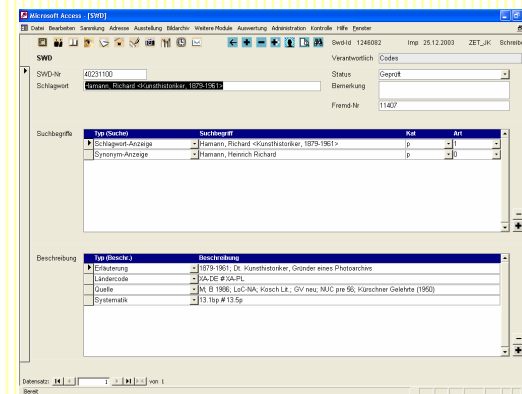 Microsoft Access - [SWD]
Datei Bearbeiten Sammlung Adresse Ausstellung Bildarchiv Weitere Module Auswertung Administration Kontrolle Hilfe Fenster
Swd-Id 1246082 Imp 25.12.2003 ZET_JK Schreibe
SWD Verantwortlich Codes
SWD-Nr 40231100 Status Geprüft
Schlagwort Hamann, Richard <Kunsthistoriker, 1879-1961> Bemerkung
Fremd-Nr 11407
Suchbegriffe Typ (Suche) Suchbegriff Kat Art
Schlagwort-Anzeige Hamann, Richard <Kunsthistoriker, 1879-1961> p 1
Synonym-Anzeige Hamann, Heinrich Richard p 0
Beschreibung Typ (Beschr.) Beschreibung
Erläuterung 1879-1961; Dt. Kunsthistoriker, Gründer eines Photoarchivs
Ländercode XA-DE # XA-PL
Quelle M; B 1986; LoC-NA; Kosch Lit.; GV neu; NUC pre 56; Kürschner Gelehrte (1950)
Systematik 13.1bp # 13.5p
Datensatz: 1 von 1
Bereit